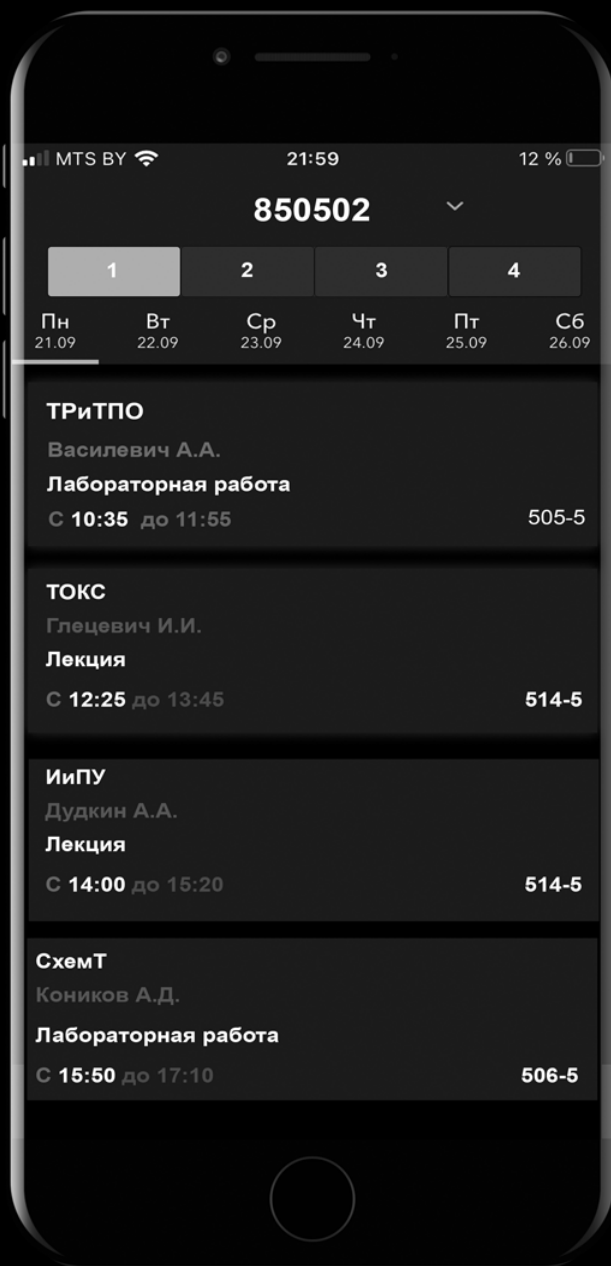 MTS BY 21:59 12 %
850502
1 2 3 4
Пн Вт Ср Чт Пт Сб
21.09 22.09 23.09 24.09 25.09 26.09
ТРиТПО
Василевич А.А.
Лабораторная работа
С 10:35 до 11:55 505-5
ТОКС
Глецевич И.И.
Лекция
С 12:25 до 13:45 514-5
ИиПУ
Дудкин А.А.
Лекция
С 14:00 до 15:20 514-5
СхемТ
Коников А.Д.
Лабораторная работа
С 15:50 до 17:10 506-5